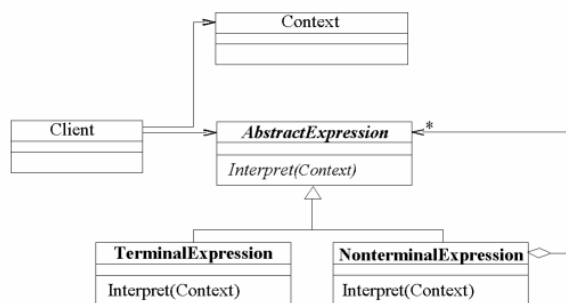 Context
Client
AbstractExpression
*
Interpret(Context)
TerminalExpression
NonterminalExpression
Interpret(Context)
Interpret(Context)